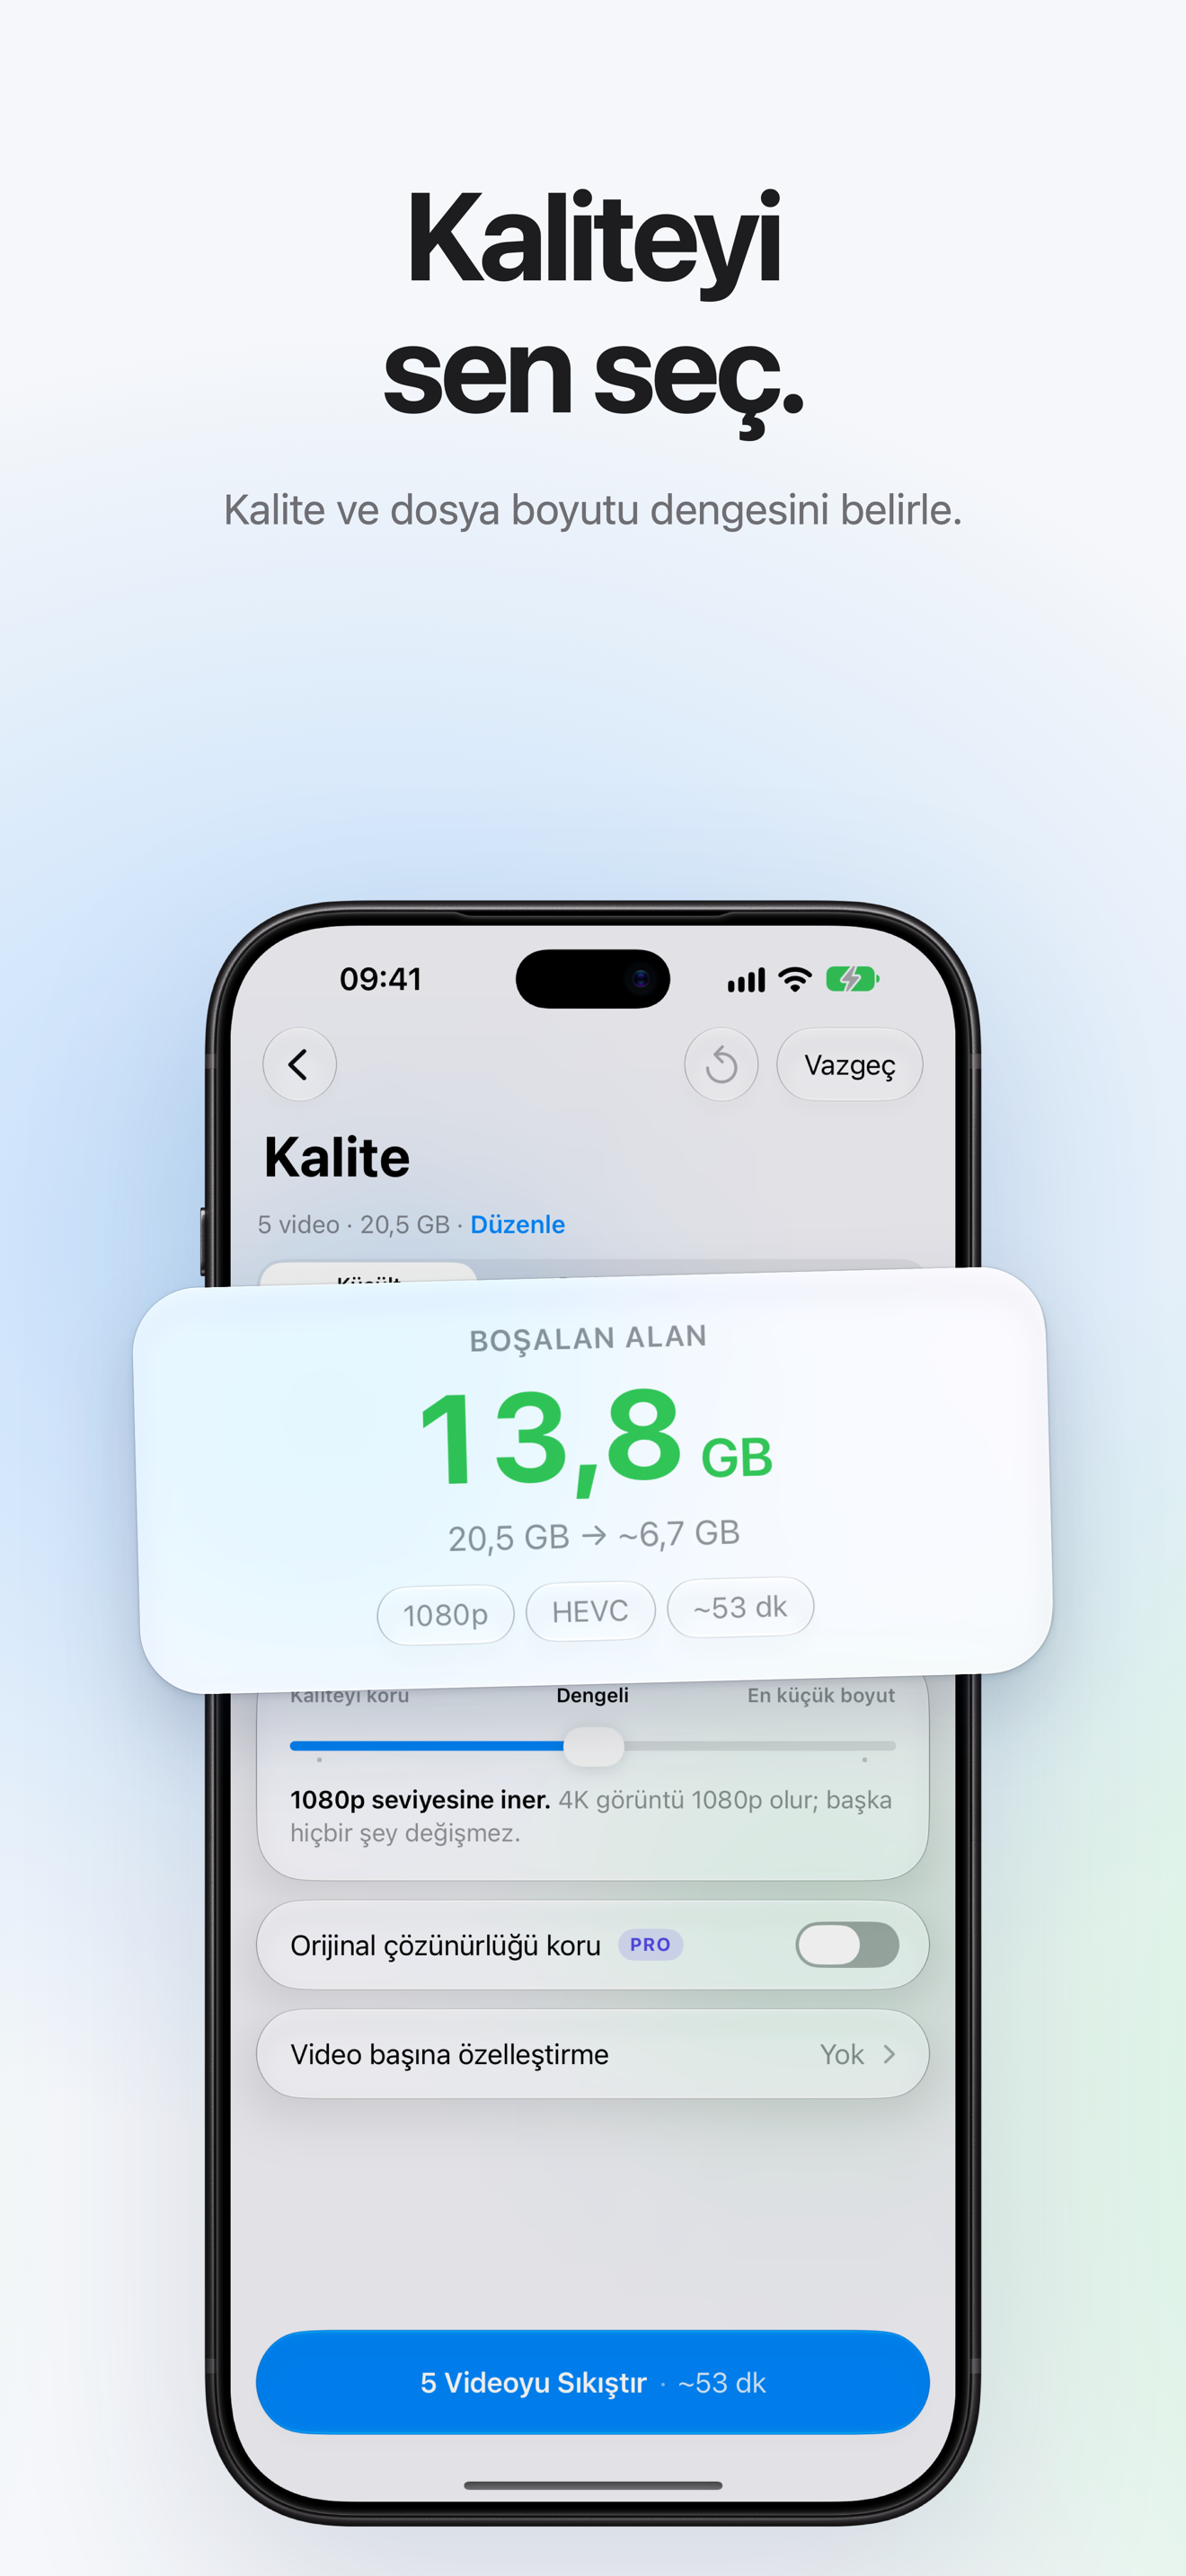 Kaliteyi
sen seç.
Kalite ve dosya boyutu dengesini belirle.
09:41
Vazgeç
Kalite
5 video · 20,5 GB · Düzenle
BOŞALAN ALAN
13,8 GB
20,5 GB → ~6,7 GB
1080p HEVC ~53 dk
Kaliteyi koru Dengeli En küçük boyut
1080p seviyesine iner. 4K görüntü 1080p olur; başka
hiçbir şey değişmez.
Orijinal çözünürlüğü koru PRO
Video başına özelleştirme Yok
5 Videoyu Sıkıştır · ~53 dk